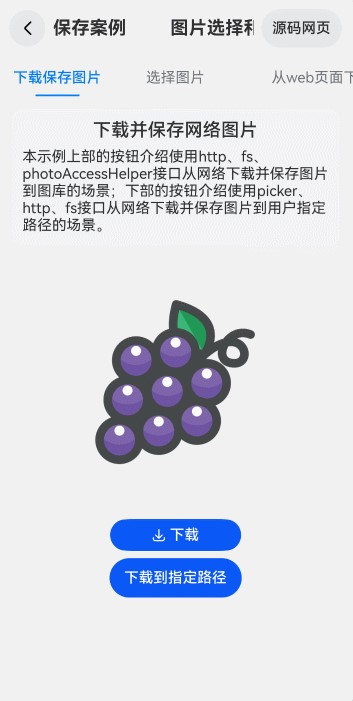 保存案例 图片选择和 源码网页
下载保存图片 选择图片 从web页面下
下载并保存网络图片
本示例上部的按钮介绍使用http、fs、
photoAccessHelper接口从网络下载并保存图片
到图库的场景；下部的按钮介绍使用picker、
http、fs接口从网络下载并保存图片到用户指定
路径的场景。
下载
下载到指定路径